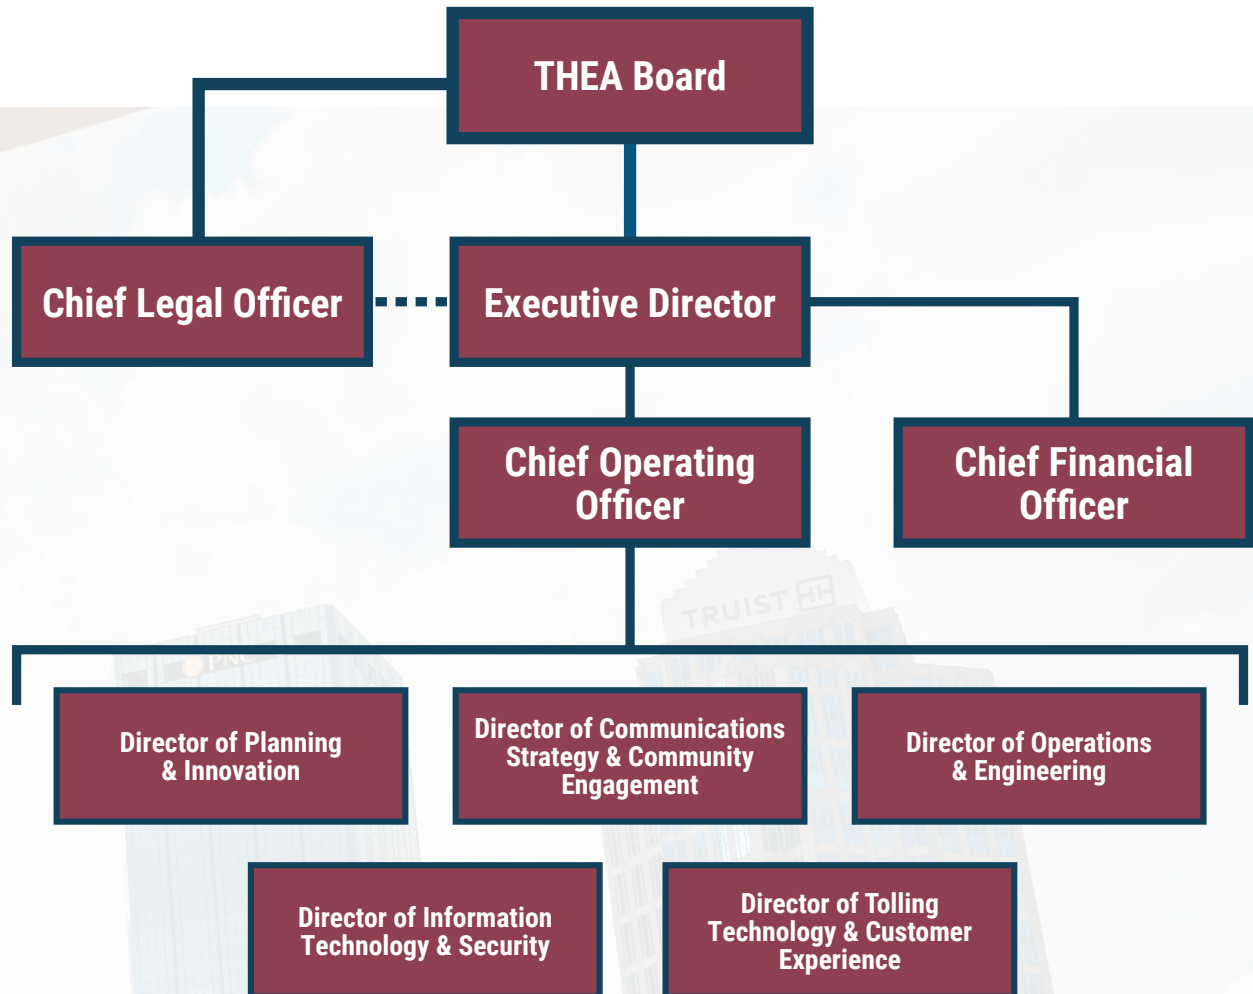 THEA Board
Chief Legal Officer
Executive Director
Chief Operating
Officer
Chief Financial
Officer
TRUIST
PNC
Director of Planning
& Innovation
Director of Communications
Strategy & Community
Engagement
Director of Operations
& Engineering
Director of Information
Technology & Security
Director of Tolling
Technology & Customer
Experience